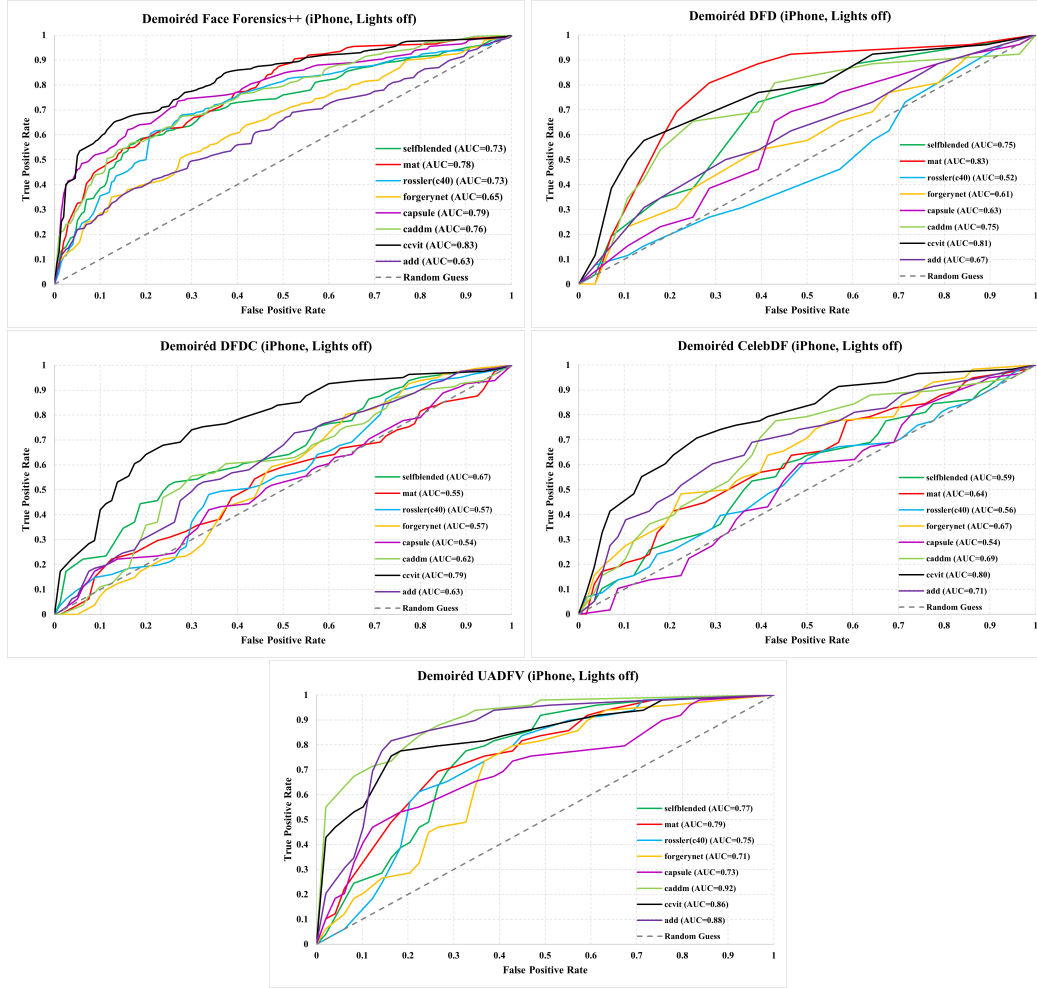 Demoiréd Face Forensics++ (iPhone, Lights off)
1
0.9
0.8
0.7
0.6
0.5
0.4
0.3
0.2
0.1
0
True Positive Rate
selfblended (AUC=0.73)
mat (AUC=0.78)
rossler(c40) (AUC=0.73)
forgerynet (AUC=0.65)
capsule (AUC=0.79)
caddm (AUC=0.76)
ccvit (AUC=0.83)
add (AUC=0.63)
Random Guess
0 0.1 0.2 0.3 0.4 0.5 0.6 0.7 0.8 0.9 1
False Positive Rate
Demoiréd DFD (iPhone, Lights off)
1
0.9
0.8
0.7
0.6
0.5
0.4
0.3
0.2
0.1
0
True Positive Rate
selfblended (AUC=0.75)
mat (AUC=0.83)
rossler(c40) (AUC=0.52)
forgerynet (AUC=0.61)
capsule (AUC=0.63)
caddm (AUC=0.75)
ccvit (AUC=0.81)
add (AUC=0.67)
Random Guess
0 0.1 0.2 0.3 0.4 0.5 0.6 0.7 0.8 0.9 1
False Positive Rate
Demoiréd DFDC (iPhone, Lights off)
1
0.9
0.8
0.7
0.6
0.5
0.4
0.3
0.2
0.1
0
True Positive Rate
selfblended (AUC=0.67)
mat (AUC=0.55)
rossler(c40) (AUC=0.57)
forgerynet (AUC=0.57)
capsule (AUC=0.54)
caddm (AUC=0.62)
ccvit (AUC=0.79)
add (AUC=0.63)
Random Guess
0 0.1 0.2 0.3 0.4 0.5 0.6 0.7 0.8 0.9 1
False Positive Rate
Demoiréd CelebDF (iPhone, Lights off)
1
0.9
0.8
0.7
0.6
0.5
0.4
0.3
0.2
0.1
0
True Positive Rate
selfblended (AUC=0.59)
mat (AUC=0.64)
rossler(c40) (AUC=0.56)
forgerynet (AUC=0.67)
capsule (AUC=0.54)
caddm (AUC=0.69)
ccvit (AUC=0.80)
add (AUC=0.71)
Random Guess
0 0.1 0.2 0.3 0.4 0.5 0.6 0.7 0.8 0.9 1
False Positive Rate
Demoiréd UADFV (iPhone, Lights off)
1
0.9
0.8
0.7
0.6
0.5
0.4
0.3
0.2
0.1
0
True Positive Rate
selfblended (AUC=0.77)
mat (AUC=0.79)
rossler(c40) (AUC=0.75)
forgerynet (AUC=0.71)
capsule (AUC=0.73)
caddm (AUC=0.92)
ccvit (AUC=0.86)
add (AUC=0.88)
Random Guess
0 0.1 0.2 0.3 0.4 0.5 0.6 0.7 0.8 0.9 1
False Positive Rate